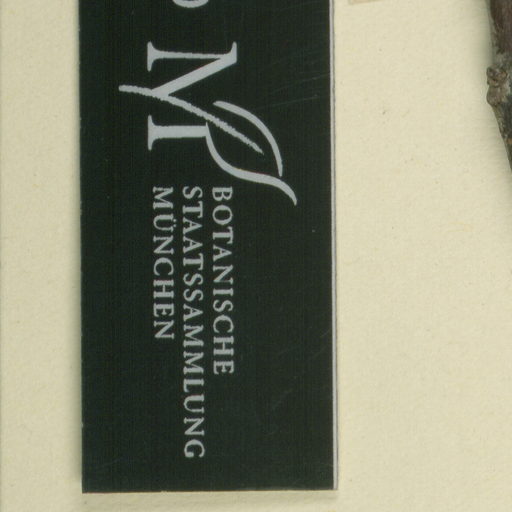 M
BOTANISCHE
STAATSSAMMLUNG
MÜNCHEN